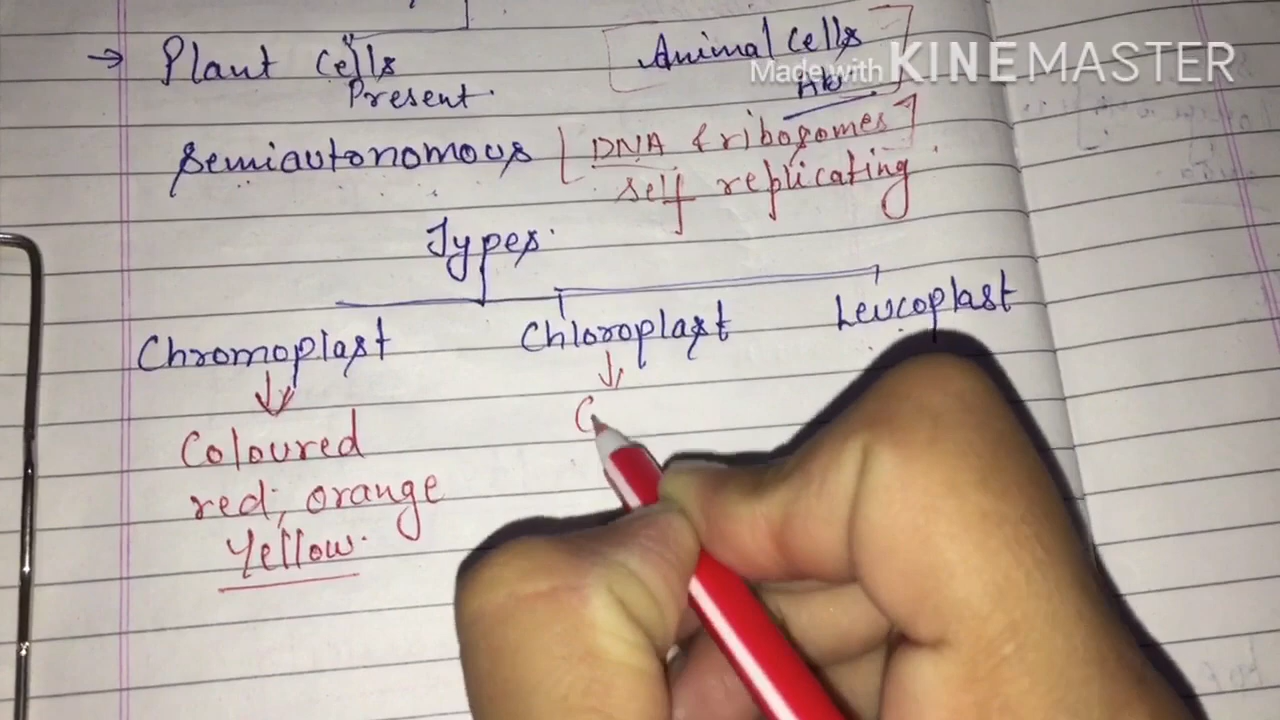 → Plant Cells
Animal Cells
Made with KINEMASTER
Present.
Semiautonomous [DNA & ribosomes]
self replicating
Types.
Chromoplast Chloroplast Leucoplast
Coloured
red, orange
Yellow.
C